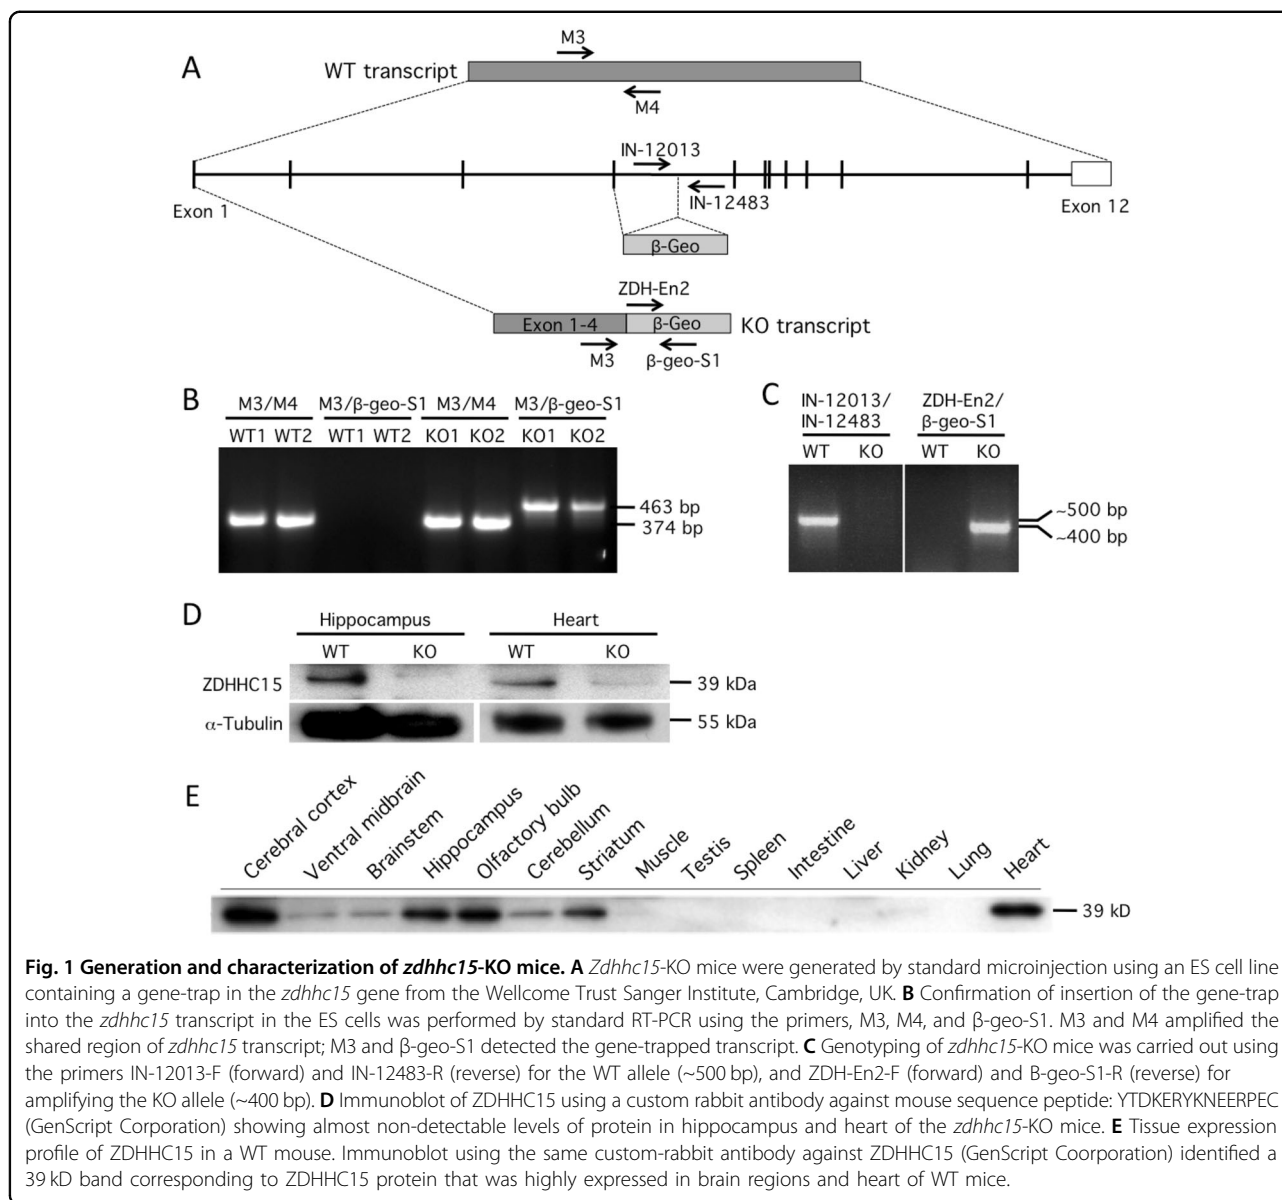 A
M3
WT transcript
M4
IN-12013
IN-12483
Exon 1
Exon 12
β-Geo
ZDH-En2
Exon 1-4
β-Geo
KO transcript
M3
β-geo-S1
B
M3/M4 M3/β-geo-S1 M3/M4 M3/β-geo-S1
WT1 WT2 WT1 WT2 KO1 KO2 KO1 KO2
463 bp
374 bp
C
IN-12013/
IN-12483
ZDH-En2/
β-geo-S1
WT KO WT KO
~500 bp
~400 bp
D
Hippocampus Heart
WT KO WT KO
ZDHHC15
39 kDa
α-Tubulin
55 kDa
E
Cerebral cortex
Ventral midbrain
Brainstem
Hippocampus
Olfactory bulb
Cerebellum
Striatum
Muscle
Testis
Spleen
Intestine
Liver
Kidney
Lung
Heart
39 kD
Fig. 1 Generation and characterization of zdhhc15-KO mice. A Zdhhc15-KO mice were generated by standard microinjection using an ES cell line
containing a gene-trap in the zdhhc15 gene from the Wellcome Trust Sanger Institute, Cambridge, UK. B Confirmation of insertion of the gene-trap
into the zdhhc15 transcript in the ES cells was performed by standard RT-PCR using the primers, M3, M4, and β-geo-S1. M3 and M4 amplified the
shared region of zdhhc15 transcript; M3 and β-geo-S1 detected the gene-trapped transcript. C Genotyping of zdhhc15-KO mice was carried out using
the primers IN-12013-F (forward) and IN-12483-R (reverse) for the WT allele (~500 bp), and ZDH-En2-F (forward) and B-geo-S1-R (reverse) for
amplifying the KO allele (~400 bp). D Immunoblot of ZDHHC15 using a custom rabbit antibody against mouse sequence peptide: YTDKERYKNEERPEC
(GenScript Corporation) showing almost non-detectable levels of protein in hippocampus and heart of the zdhhc15-KO mice. E Tissue expression
profile of ZDHHC15 in a WT mouse. Immunoblot using the same custom-rabbit antibody against ZDHHC15 (GenScript Coorporation) identified a
39 kD band corresponding to ZDHHC15 protein that was highly expressed in brain regions and heart of WT mice.